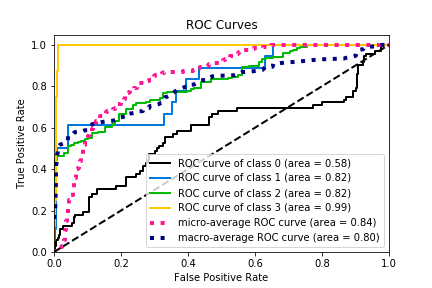 ROC Curves
True Positive Rate
1.0
0.8
0.6
0.4
0.2
0.0
ROC curve of class 0 (area = 0.58)
ROC curve of class 1 (area = 0.82)
ROC curve of class 2 (area = 0.82)
ROC curve of class 3 (area = 0.99)
micro-average ROC curve (area = 0.84)
macro-average ROC curve (area = 0.80)
0.0 0.2 0.4 0.6 0.8 1.0
False Positive Rate